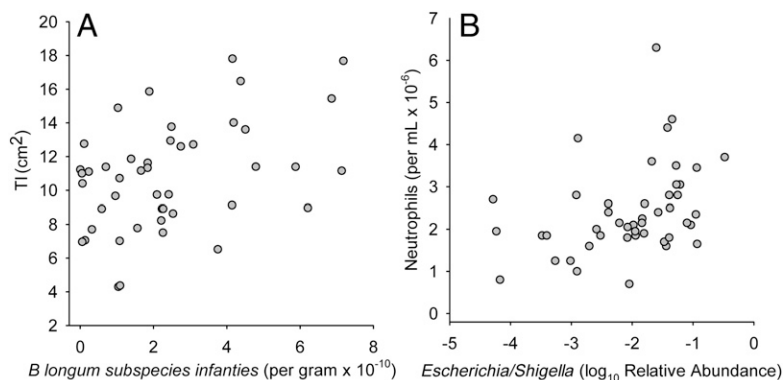 A
20
18
16
14
12
10
8
6
4
2
TI (cm2)
0 2 4 6 8
B longum subspecies infanties (per gram x 10-10)
B
7
6
5
4
3
2
1
0
Neutrophils (per mL x 10-6)
-5 -4 -3 -2 -1 0
Escherichia/Shigella (log10 Relative Abundance)